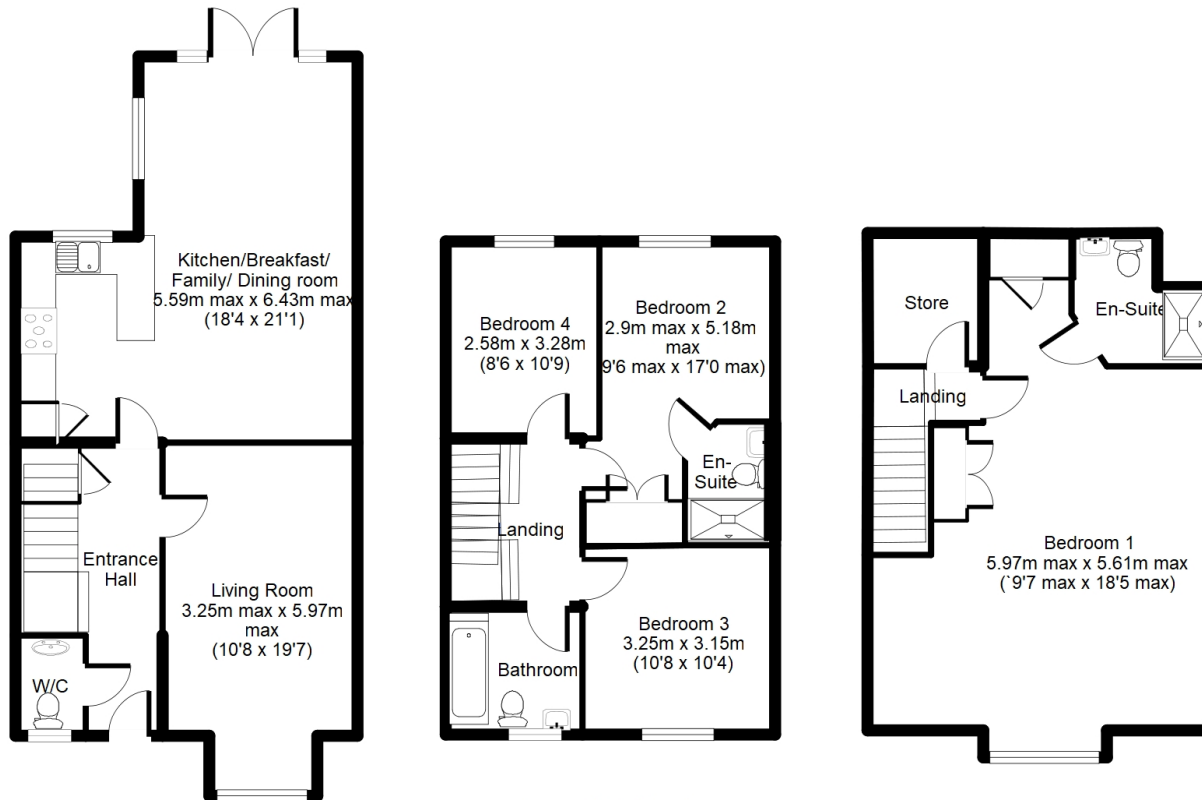 Kitchen/Breakfast/
Family/ Dining room
5.59m max x 6.43m max
(18'4 x 21'1)
Entrance
Hall
Living Room
3.25m max x 5.97m
max
(10'8 x 19'7)
W/C
Bedroom 4
2.58m x 3.28m
(8'6 x 10'9)
Bedroom 2
2.9m max x 5.18m
max
9'6 max x 17'0 max)
En-
Suite
Landing
Bedroom 3
3.25m x 3.15m
(10'8 x 10'4)
Bathroom
Store
En-Suite
Landing
Bedroom 1
5.97m max x 5.61m max
(`9'7 max x 18'5 max)